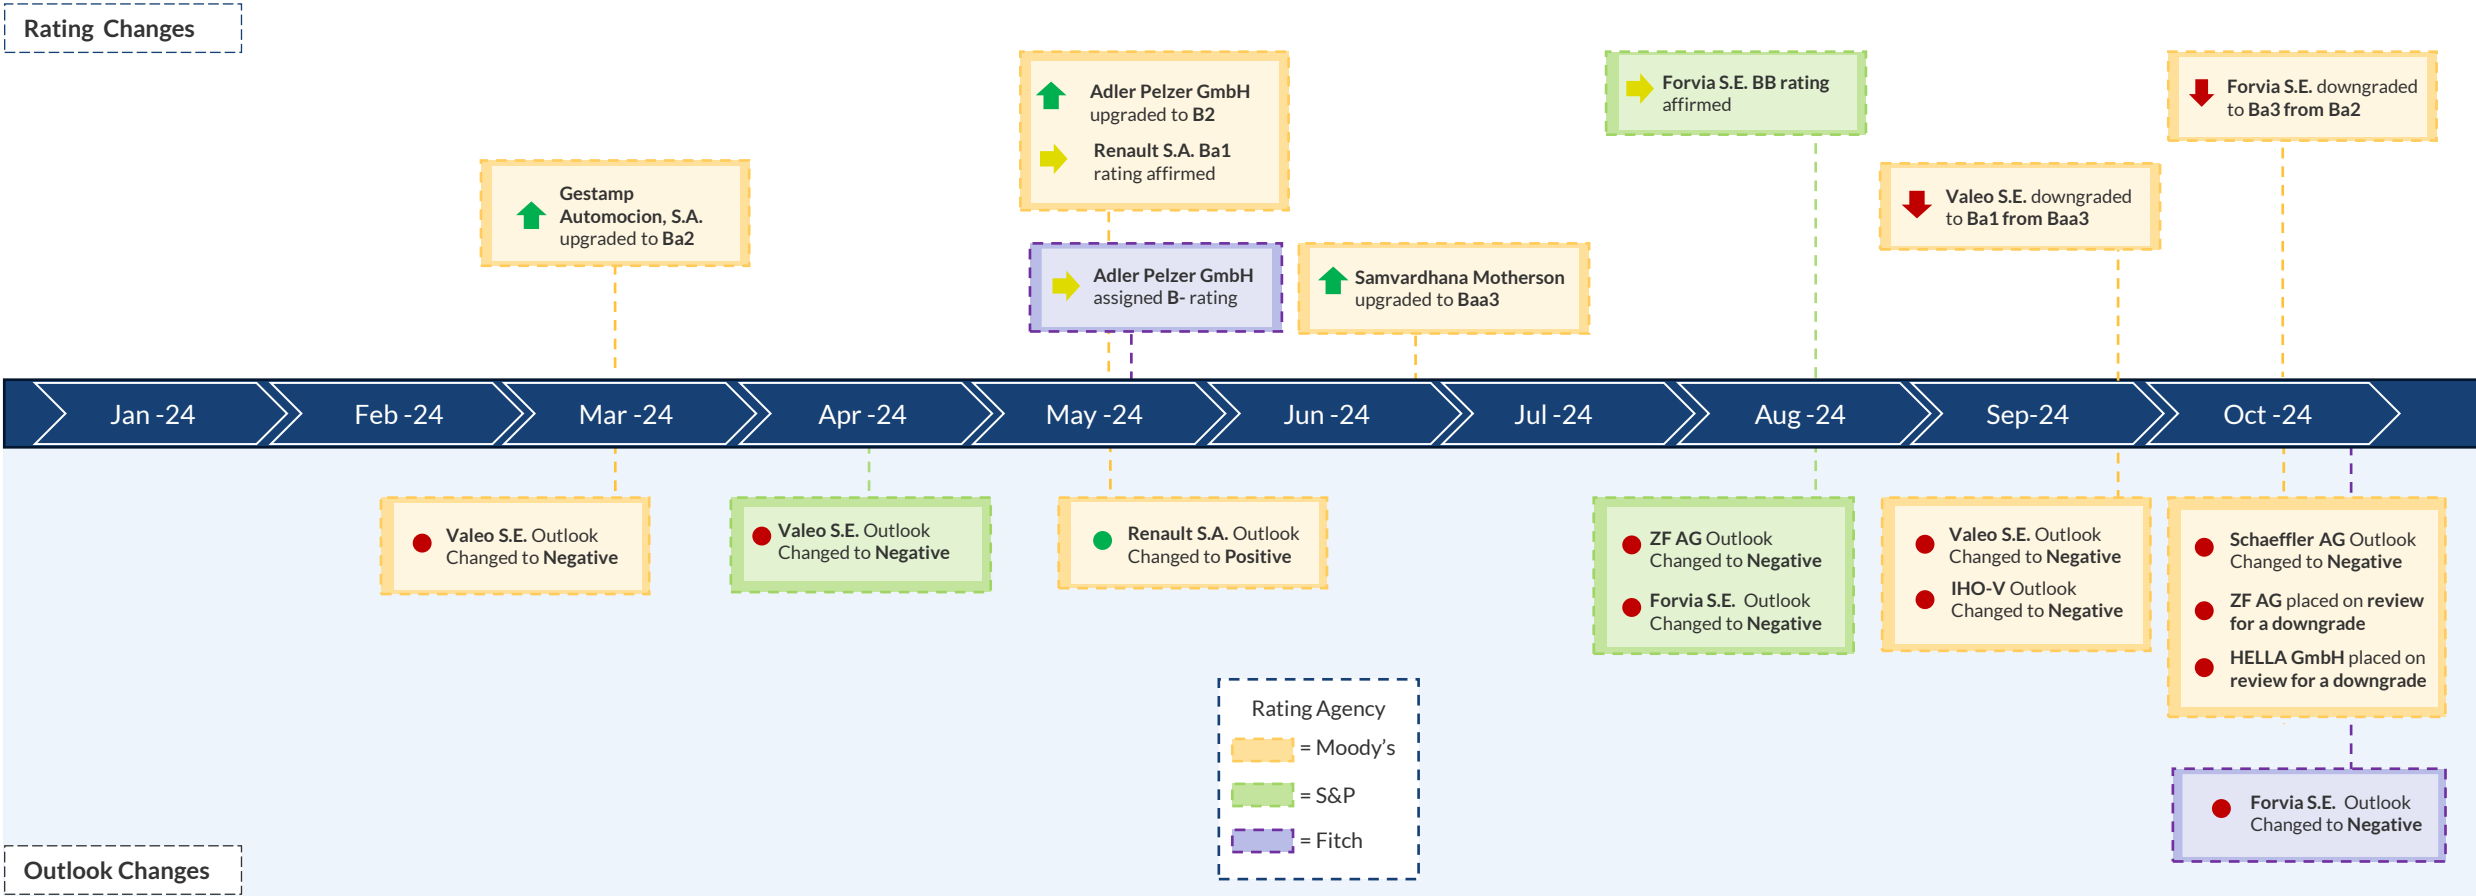 Rating Changes
Gestamp
Automocion, S.A.
upgraded to Ba2
Adler Pelzer GmbH
upgraded to B2
Renault S.A. Ba1
rating affirmed
Adler Pelzer GmbH
assigned B- rating
Samvardhana Motherson
upgraded to Baa3
Forvia S.E. BB rating
affirmed
Valeo S.E. downgraded
to Ba1 from Baa3
Forvia S.E. downgraded
to Ba3 from Ba2
Jan -24
Feb -24
Mar -24
Apr -24
May -24
Jun -24
Jul -24
Aug -24
Sep-24
Oct -24
Valeo S.E. Outlook
Changed to Negative
Valeo S.E. Outlook
Changed to Negative
Renault S.A. Outlook
Changed to Positive
ZF AG Outlook
Changed to Negative
Forvia S.E. Outlook
Changed to Negative
Valeo S.E. Outlook
Changed to Negative
IHO-V Outlook
Changed to Negative
Schaeffler AG Outlook
Changed to Negative
ZF AG placed on review
for a downgrade
HELLA GmbH placed on
review for a downgrade
Forvia S.E. Outlook
Changed to Negative
Rating Agency
= Moody's
= S&P
= Fitch
Outlook Changes